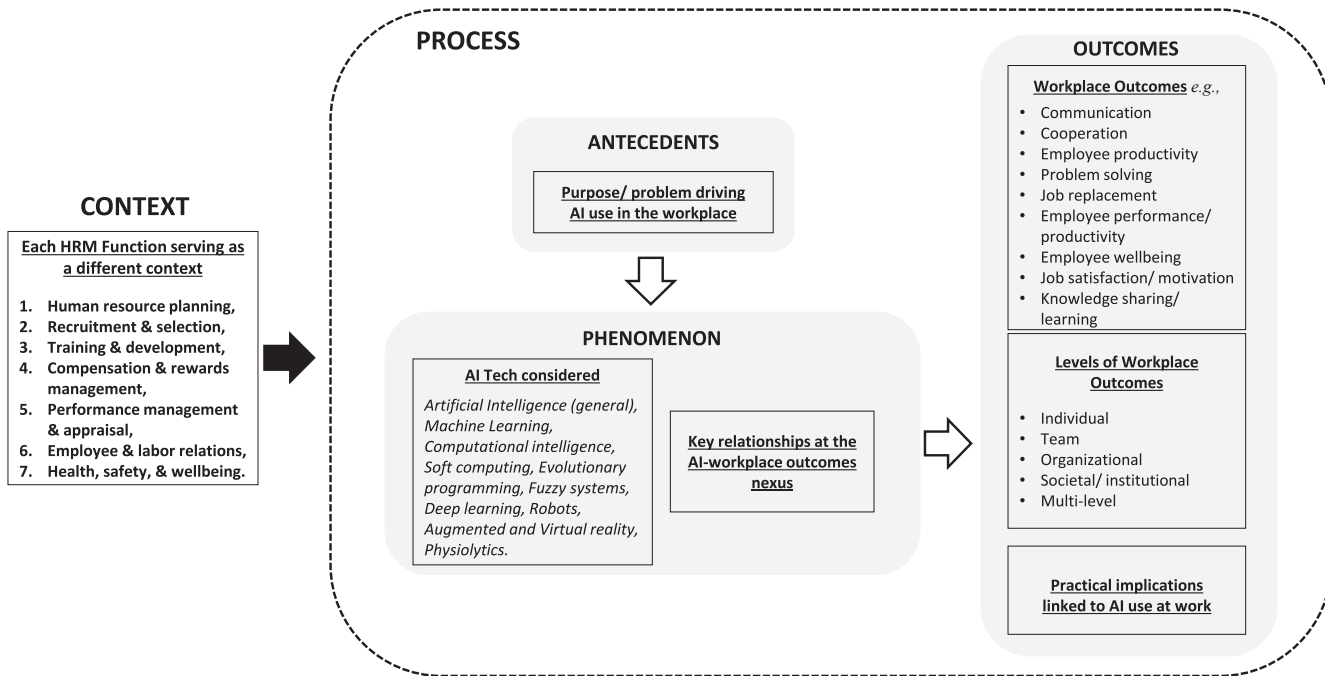 PROCESS
CONTEXT
Each HRM Function serving as
a different context
1. Human resource planning,
2. Recruitment & selection,
3. Training & development,
4. Compensation & rewards
management,
5. Performance management
& appraisal,
6. Employee & labor relations,
7. Health, safety, & wellbeing.
ANTECEDENTS
Purpose/ problem driving
AI use in the workplace
PHENOMENON
AI Tech considered
Artificial Intelligence (general),
Machine Learning,
Computational intelligence,
Soft computing, Evolutionary
programming, Fuzzy systems,
Deep learning, Robots,
Augmented and Virtual reality,
Physiolytics.
Key relationships at the
AI-workplace outcomes
nexus
OUTCOMES
Workplace Outcomes e.g.,
• Communication
• Cooperation
• Employee productivity
• Problem solving
• Job replacement
• Employee performance/
productivity
• Employee wellbeing
• Job satisfaction/ motivation
• Knowledge sharing/
learning
Levels of Workplace
Outcomes
• Individual
• Team
• Organizational
• Societal/ institutional
• Multi-level
Practical implications
linked to AI use at work